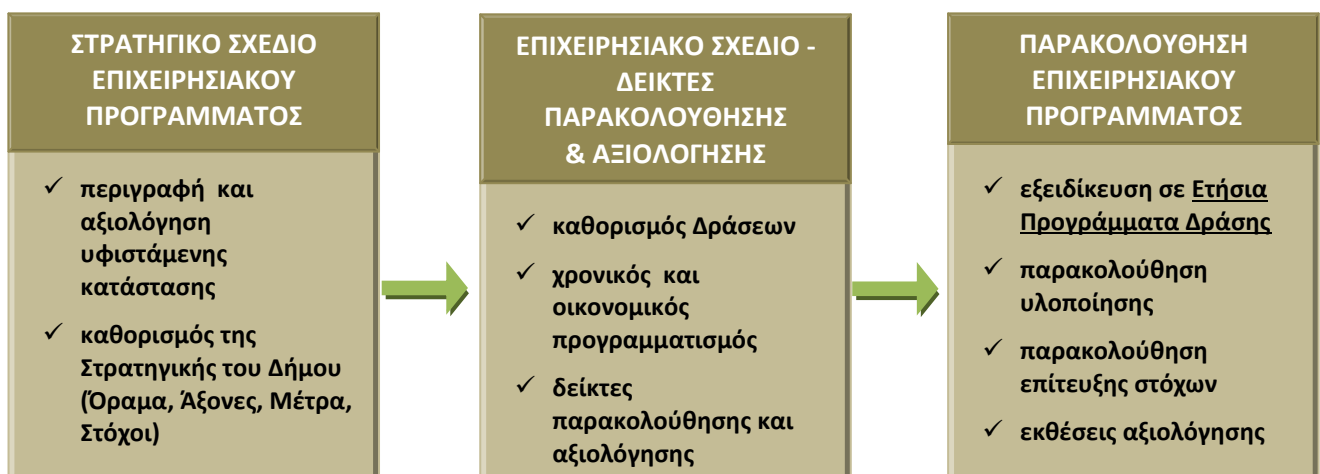 ΣΤΡΑΤΗΓΙΚΟ ΣΧΕΔΙΟ
ΕΠΙΧΕΙΡΗΣΙΑΚΟΥ
ΠΡΟΓΡΑΜΜΑΤΟΣ
✓ περιγραφή και
αξιολόγηση
υφιστάμενης
κατάστασης
✓ καθορισμός της
Στρατηγικής του Δήμου
(Όραμα, Άξονες, Μέτρα,
Στόχοι)
ΕΠΙΧΕΙΡΗΣΙΑΚΟ ΣΧΕΔΙΟ -
ΔΕΙΚΤΕΣ
ΠΑΡΑΚΟΛΟΥΘΗΣΗΣ
& ΑΞΙΟΛΟΓΗΣΗΣ
✓ καθορισμός Δράσεων
✓ χρονικός και
οικονομικός
προγραμματισμός
✓ δείκτες
παρακολούθησης και
αξιολόγησης
ΠΑΡΑΚΟΛΟΥΘΗΣΗ
ΕΠΙΧΕΙΡΗΣΙΑΚΟΥ
ΠΡΟΓΡΑΜΜΑΤΟΣ
✓ εξειδίκευση σε Ετήσια
Προγράμματα Δράσης
✓ παρακολούθηση
υλοποίησης
✓ παρακολούθηση
επίτευξης στόχων
✓ εκθέσεις αξιολόγησης